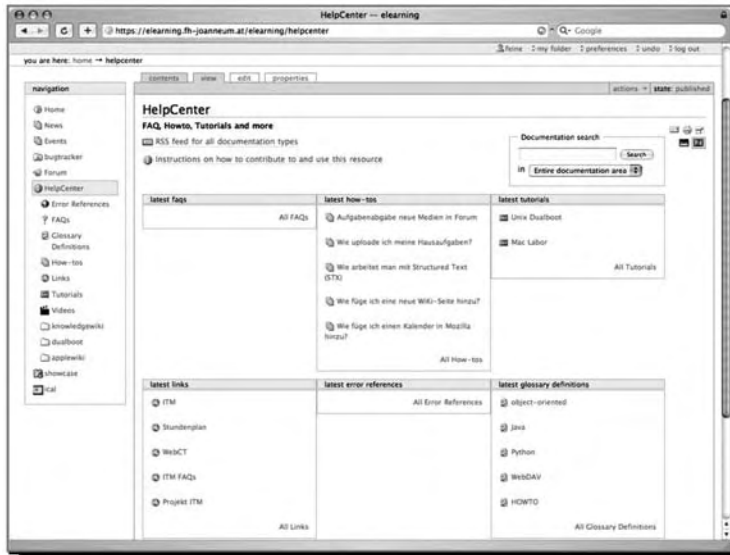 HelpCenter — elearning
https://elearning.fh-joanneum.at/elearning/helpcenter
Google
feine my folder preferences undo log out
you are here: home → helpcenter
navigation
Home
News
Events
bugtracker
Forum
HelpCenter
Error References
FAQs
Glossary
Definitions
How-tos
Links
Tutorials
Videos
knowledgewiki
dualboot
applewiki
showcase
ical
contents view edit properties
actions state: published
HelpCenter
FAQ, Howto, Tutorials and more
RSS feed for all documentation types
Instructions on how to contribute to and use this resource
Documentation search
Search
in Entire documentation area
latest faqs
All FAQs
latest how-tos
Aufgabenabgabe neue Medien in Forum
Wie uploade ich meine Hausaufgaben?
Wie arbeitet man mit Structured Text
(STX)
Wie füge ich eine neue WiKi-Seite hinzu?
Wie füge ich einen Kalender in Mozilla
hinzu?
All How-tos
latest tutorials
Unix Dualboot
Mac Labor
All Tutorials
latest links
ITM
Stundenplan
WebCT
ITM FAQs
Projekt ITM
All Links
latest error references
All Error References
latest glossary definitions
object-oriented
Java
Python
WebDAV
HOWTO
All Glossary Definitions